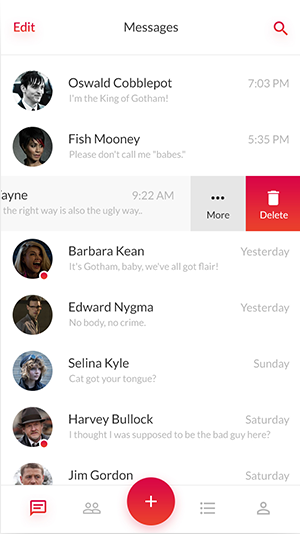 Edit Messages
Oswald Cobblepot 7:03 PM
I'm the King of Gotham!
Fish Mooney 5:35 PM
Please don't call me "babes."
ayne 9:22 AM
the right way is also the ugly way..
More Delete
Barbara Kean Yesterday
It's Gotham, baby, we've all got flair!
Edward Nygma Yesterday
No body, no crime.
Selina Kyle Sunday
Cat got your tongue?
Harvey Bullock Saturday
I thought I was supposed to be the bad guy here?
Jim Gordon Saturday